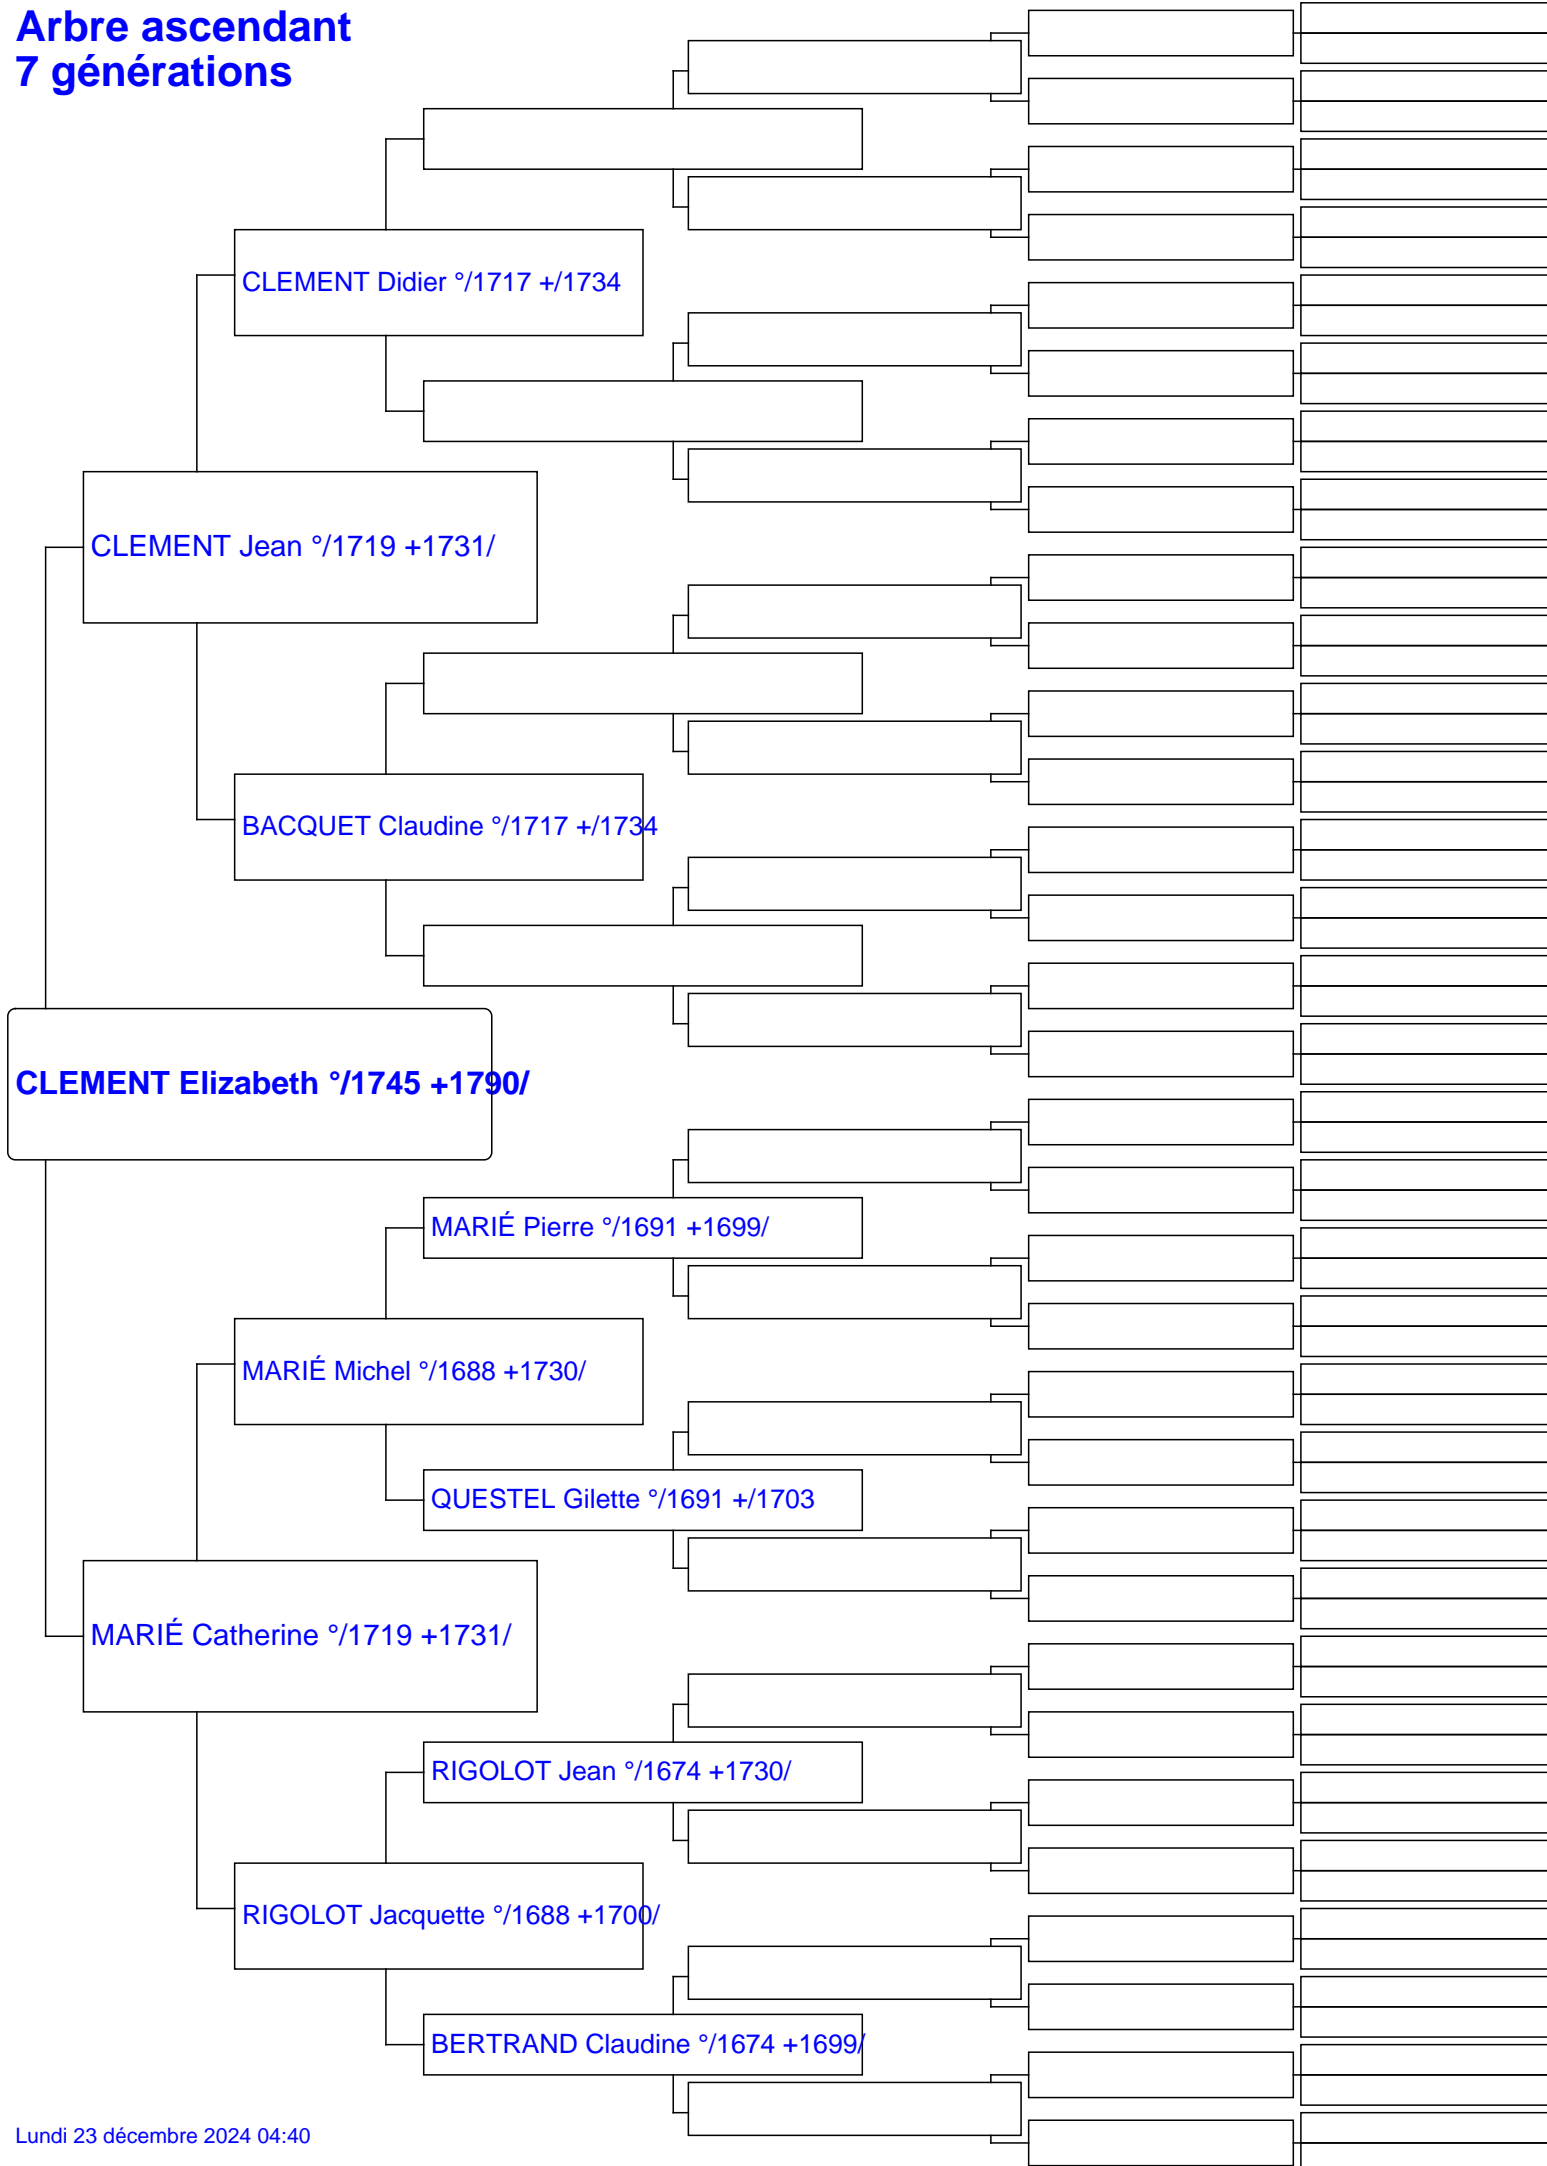 Arbre ascendant
7 générations
CLEMENT Didier °/1717 +/1734
CLEMENT Jean °/1719 +1731/
BACQUET Claudine °/1717 +/1734
CLEMENT Elizabeth °/1745 +1790/
MARIÉ Pierre °/1691 +1699/
MARIÉ Michel °/1688 +1730/
QUESTEL Gilette °/1691 +/1703
MARIÉ Catherine °/1719 +1731/
RIGOLOT Jean °/1674 +1730/
RIGOLOT Jacquette °/1688 +1700/
BERTRAND Claudine °/1674 +1699/
Lundi 23 décembre 2024 04:40